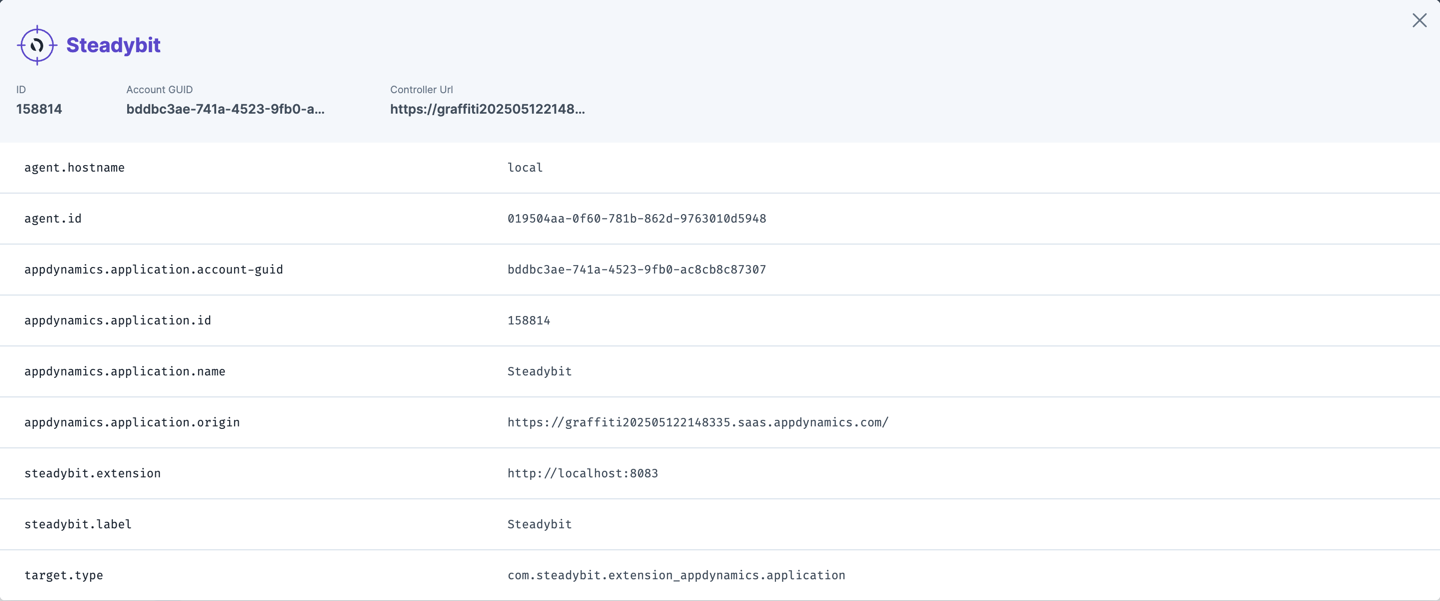 Steadybit
ID Account GUID Controller Url
158814 bddbc3ae-741a-4523-9fb0-a... https://graffiti202505122148...
agent.hostname local
agent.id 019504aa-0f60-781b-862d-9763010d5948
appdynamics.application.account-guid bddbc3ae-741a-4523-9fb0-ac8cb8c87307
appdynamics.application.id 158814
appdynamics.application.name Steadybit
appdynamics.application.origin https://graffiti202505122148335.saas.appdynamics.com/
steadybit.extension http://localhost:8083
steadybit.label Steadybit
target.type com.steadybit.extension_appdynamics.application